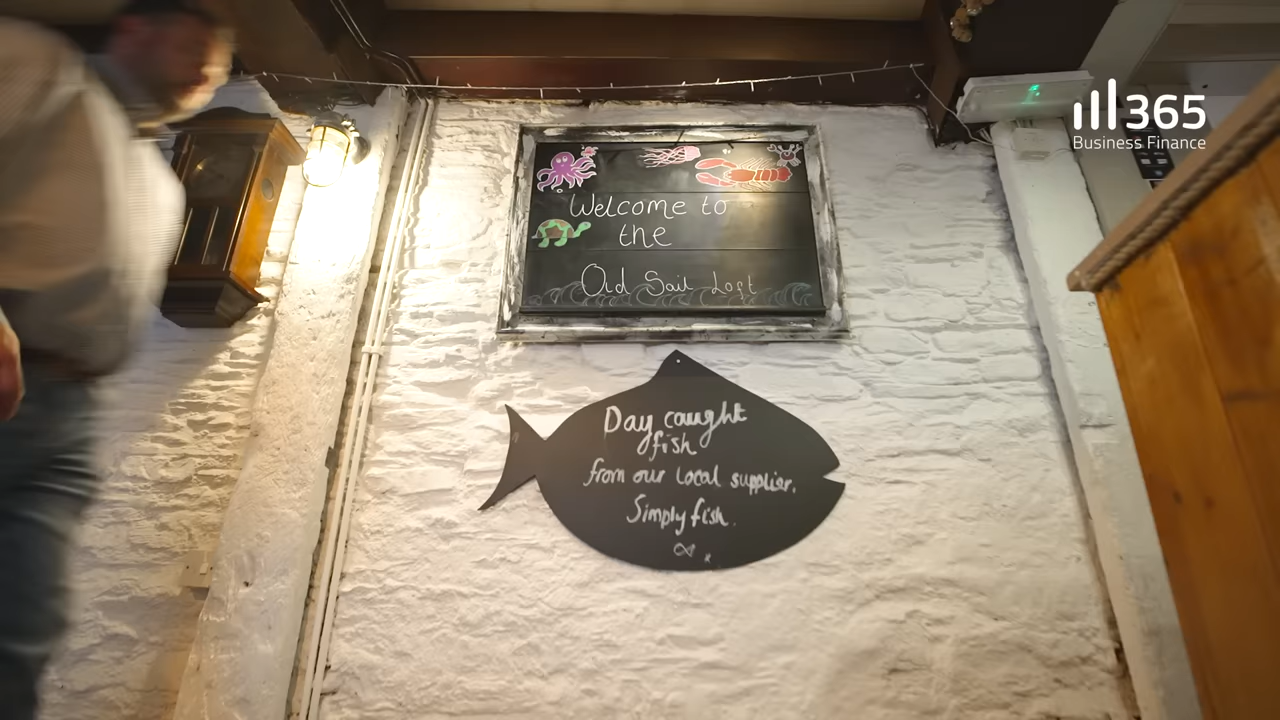 365
Business Finance
Welcome to
the
Old Sail Loft
Day caught
fish
from our local supplier.
Simply fish.